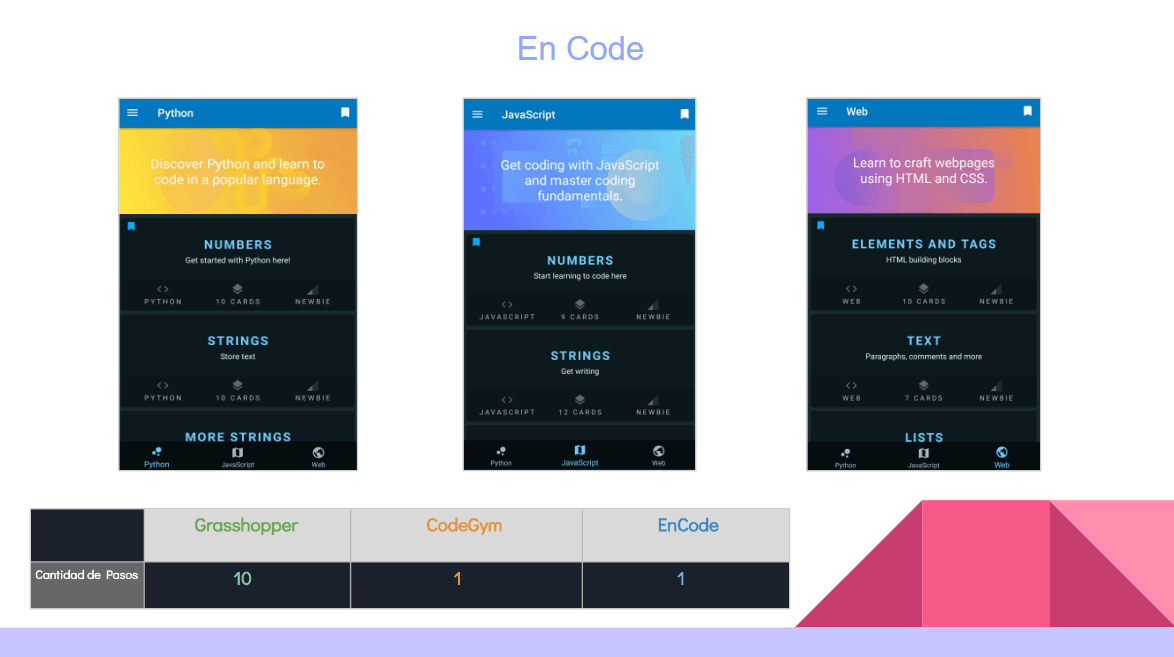 En Code
Python
Discover Python and learn to
code in a popular language.
NUMBERS
Get started with Python here!
PYTHON 10 CARDS NEWBIE
STRINGS
Store text
PYTHON 10 CARDS NEWBIE
MORE STRINGS
Python JavaScript Web
JavaScript
Get coding with JavaScript
and master coding
fundamentals.
NUMBERS
Start learning to code here
JAVASCRIPT 9 CARDS NEWBIE
STRINGS
Get writing
JAVASCRIPT 12 CARDS NEWBIE
Python JavaScript Web
Web
Learn to craft webpages
using HTML and CSS.
ELEMENTS AND TAGS
HTML building blocks
WEB 10 CARDS NEWBIE
TEXT
Paragraphs, comments and more
WEB 7 CARDS NEWBIE
LISTS
Python JavaScript Web
Grasshopper CodeGym EnCode
Cantidad de Pasos 10 1 1